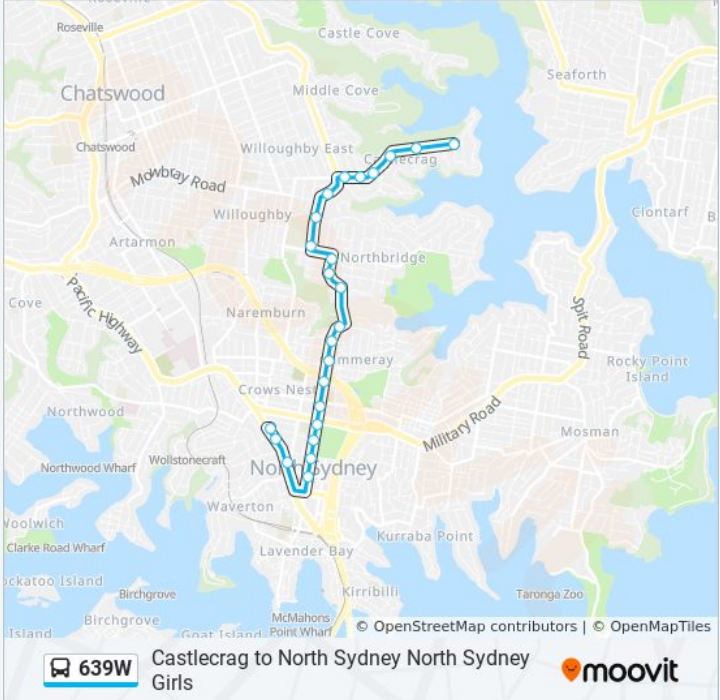 Roseville
Castle Cove
Seaforth
Chatswood
Middle Cove
Chatswood
Willoughby East
Castlecrag
Mowbray Road
Willoughby
Clontarf
B
Artarmon
Northbridge
Cove
Pacific Highway
Naremburn
Spit Road
mmeray
Rocky Point
Island
Crows Nest
Northwood
Military Road
Mosman
Wollstonecraft
Northwood Wharf
North Sydney
Waverton
Woolwich
Kurraba Point
Clarke Road Wharf
Lavender Bay
ockatoo Island
Birchgrove
Kirribilli
Taronga Zoo
Birchgrove
McMahons
Point Wharf
Island
Goat Island
© OpenStreetMap contributors | © OpenMapTiles
639W
Castlecrag to North Sydney North Sydney
Girls
moovit